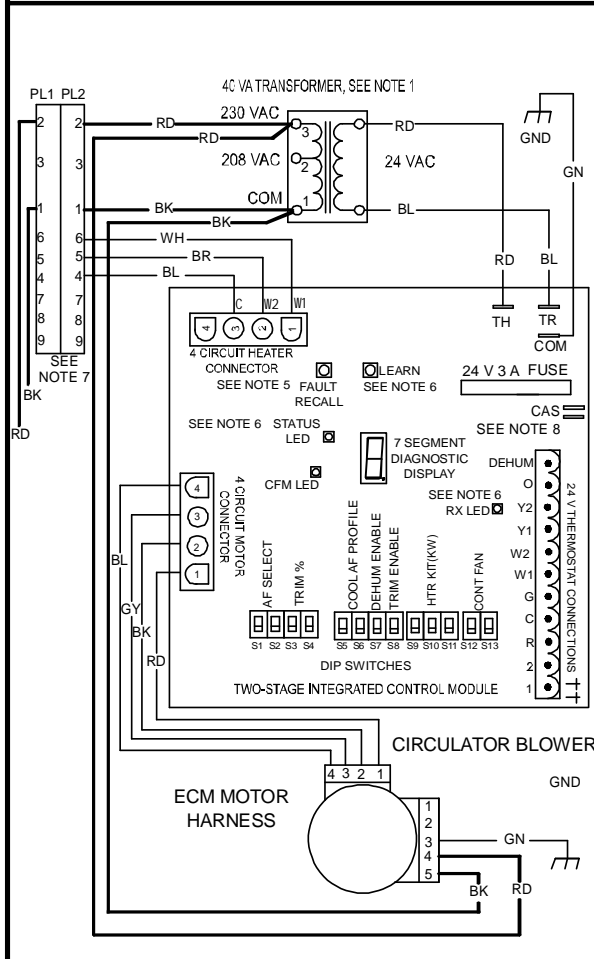 40 VA TRANSFORMER, SEE NOTE 1
PL1 PL2
2 2
3 3
1 1
6 6
5 5
4 4
7 7
8 8
9 9
SEE
NOTE 7
BK
RD
230 VAC
RD
RD
3
208 VAC
2
COM
1
BK
BK
24 VAC
RD
BL
GND
GN
WH
BR
BL
RD
BL
C W2 W1
4 3 2 1
4 CIRCUIT HEATER
CONNECTOR
SEE NOTE 5
TH
TR
COM
FAULT
RECALL
LEARN
SEE NOTE 6
24 V 3 A FUSE
CAS
SEE NOTE 8
SEE NOTE 6
STATUS
LED
CFM LED
7 SEGMENT
DIAGNOSTIC
DISPLAY
SEE NOTE 6
RX LED
DEHUM
O
Y2
Y1
W2
W1
G
C
R
2
1
24 V THERMOSTAT CONNECTIONS ††
4
3
2
1
4 CIRCUIT MOTOR
CONNECTOR
BL
GY
BK
RD
AF SELECT
TRIM %
COOL AF PROFILE
DEHUM ENABLE
TRIM ENABLE
HTR KIT(KW)
CONT FAN
S1 S2 S3 S4
S5 S6 S7 S8 S9 S10 S11
S12 S13
DIP SWITCHES
TWO-STAGE INTEGRATED CONTROL MODULE
CIRCULATOR BLOWER
4 3 2 1
ECM MOTOR
HARNESS
1
2
3
4
5
GND
GN
BK
RD